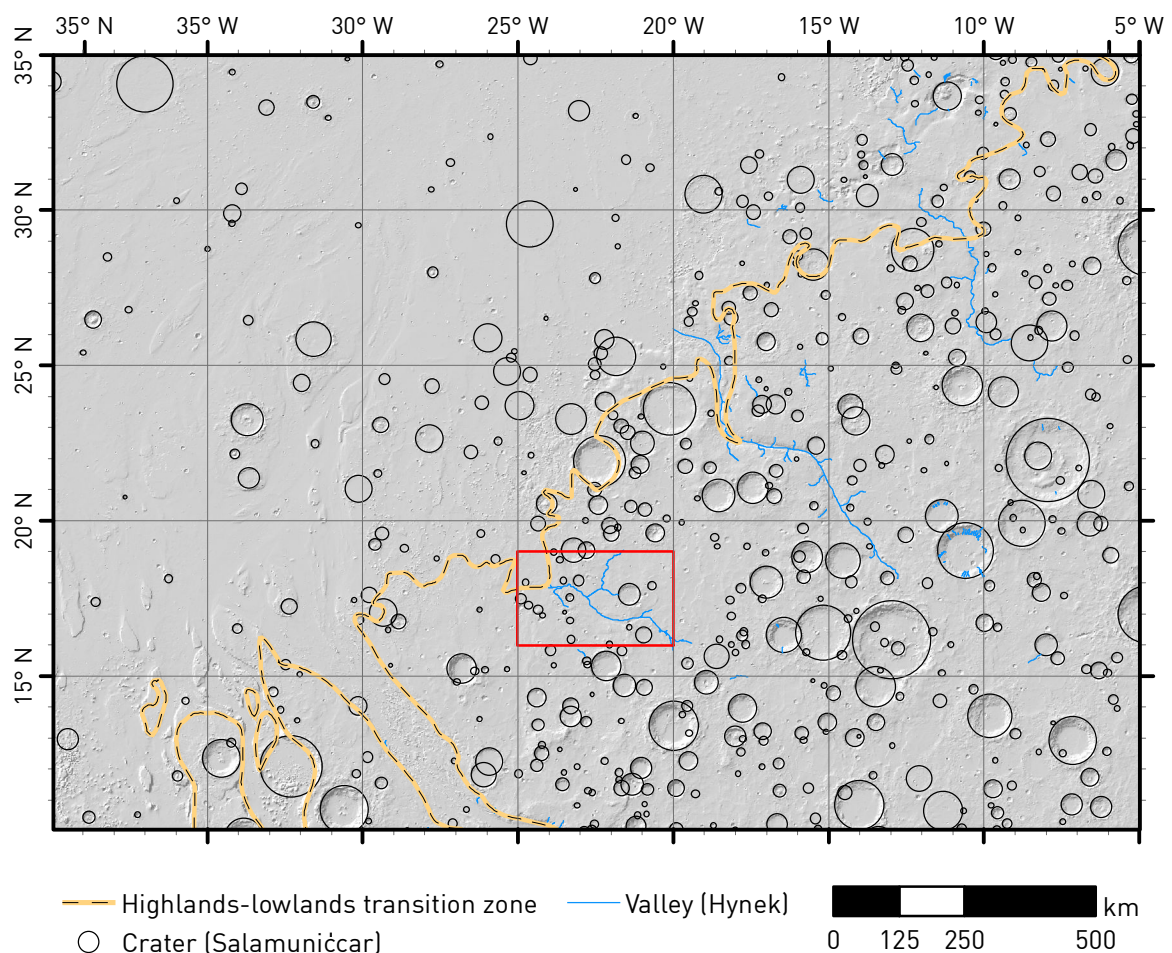 35° N 35° W 30° W 25° W 20° W 15° W 10° W 5° W
35° N
30° N
25° N
20° N
15° N
Highlands-lowlands transition zone
Valley (Hynek)
km
0 125 250 500
Crater (Salamunićcar)